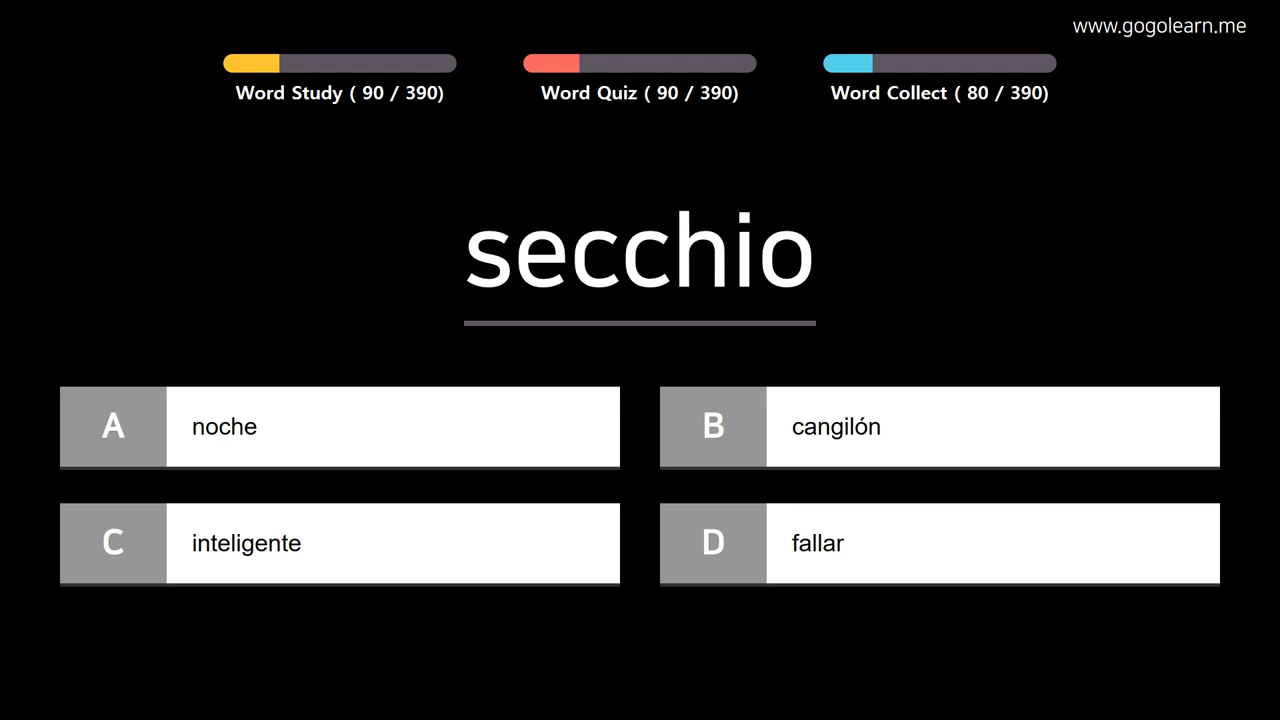 www.gogolearn.me
Word Study ( 90 / 390)
Word Quiz ( 90 / 390)
Word Collect ( 80 / 390)
secchio
A noche
B cangilón
C inteligente
D fallar